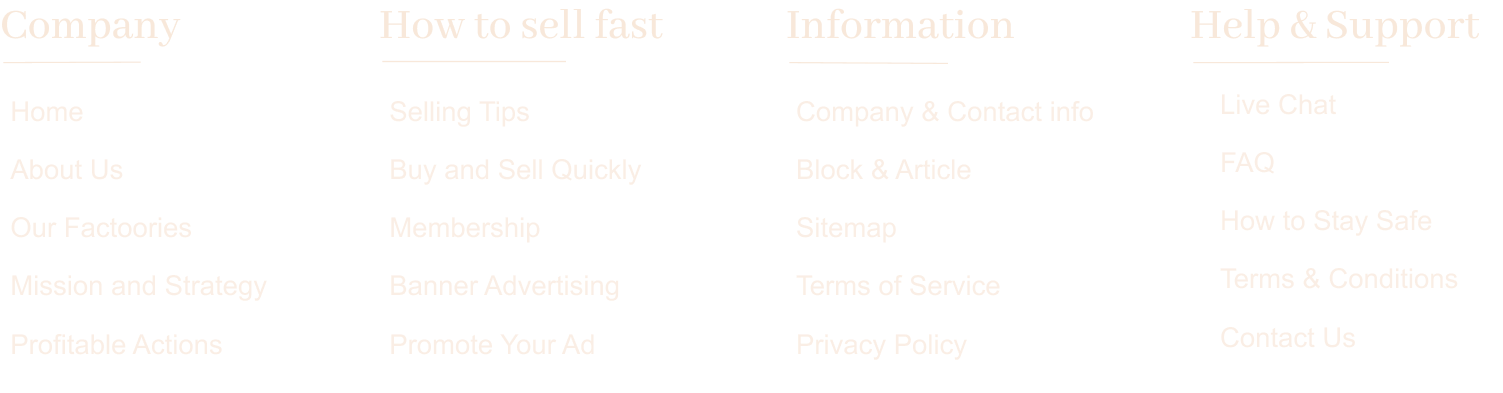 Company
Home
About Us
Our Factoories
Mission and Strategy
Profitable Actions
How to sell fast
Selling Tips
Buy and Sell Quickly
Membership
Banner Advertising
Promote Your Ad
Information
Company & Contact info
Block & Article
Sitemap
Terms of Service
Privacy Policy
Help & Support
Live Chat
FAQ
How to Stay Safe
Terms & Conditions
Contact Us